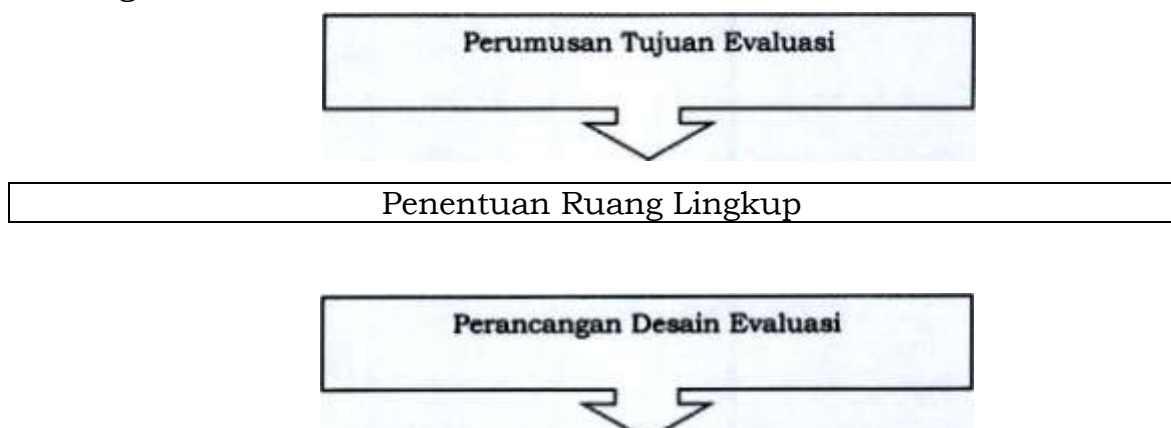 Perumusan Tujuan Evaluasi
Penentuan Ruang Lingkup
Perancangan Desain Evaluasi